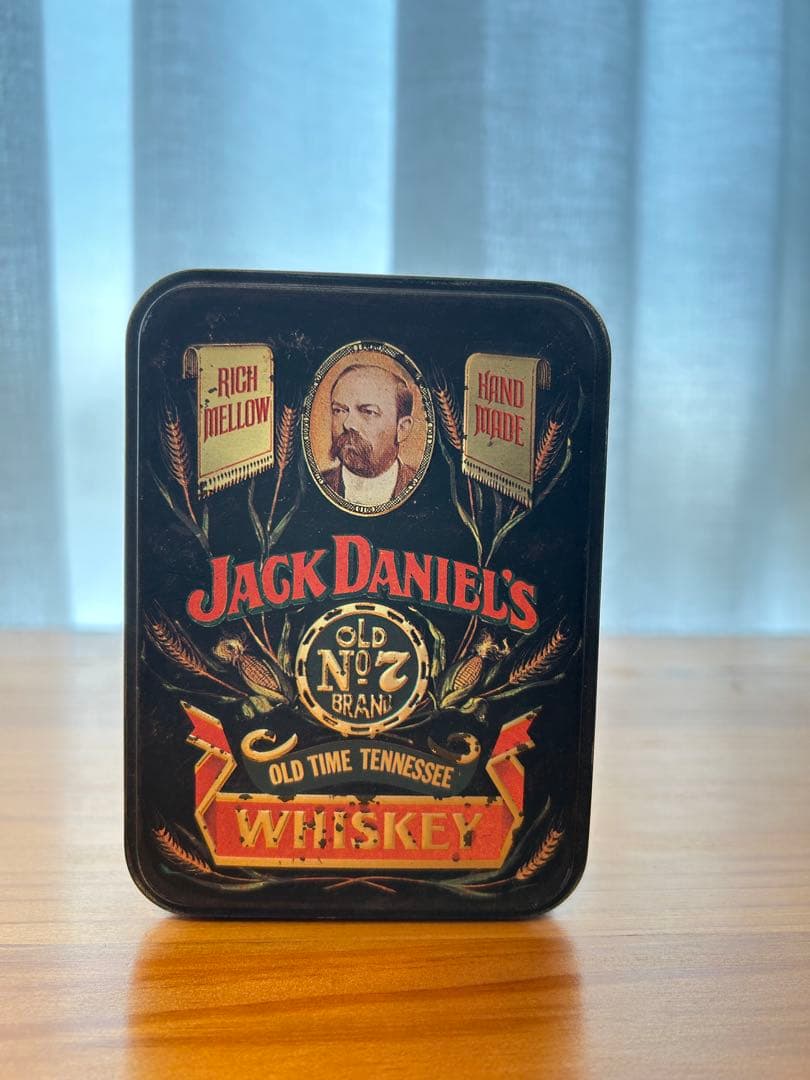 RICH
MELLOW
HAND
MADE
JACK DANIEL'S
OLD
No 7
BRAND
OLD TIME TENNESSEE
WHISKEY